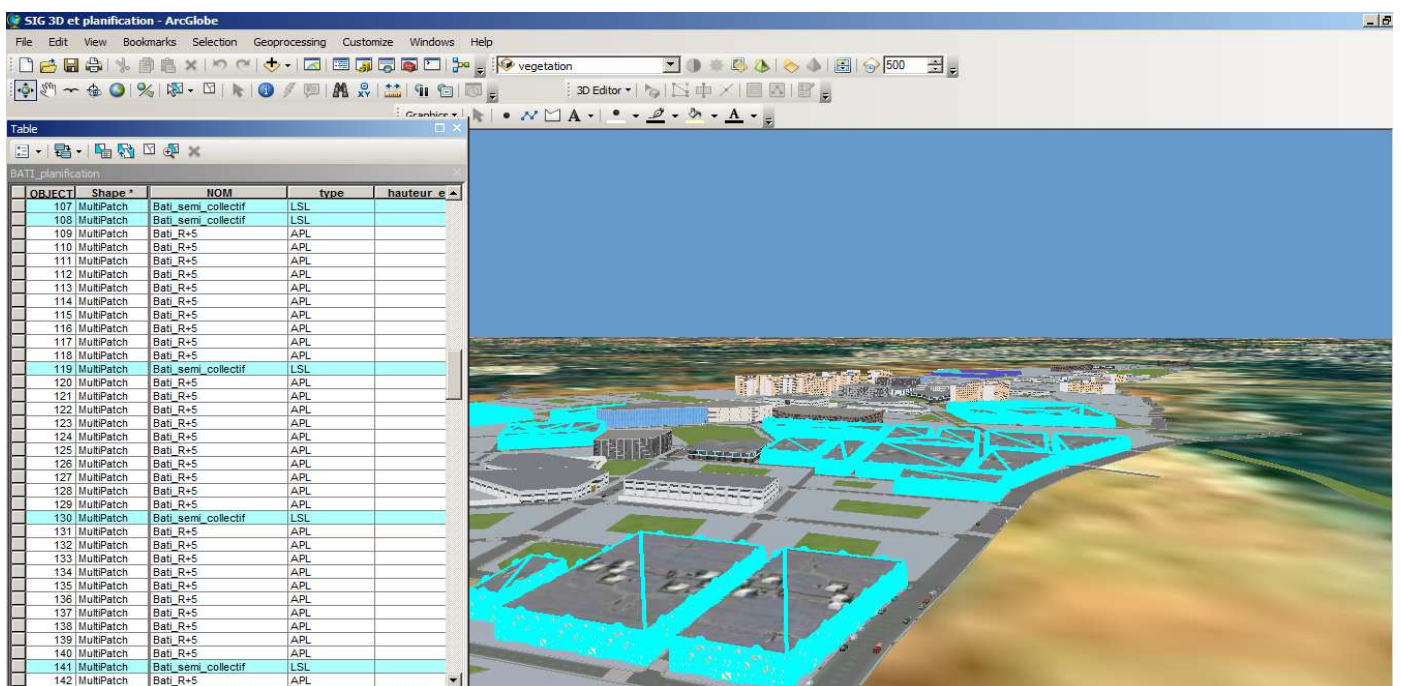 SIG 3D et planification - ArcGlobe
File Edit View Bookmarks Selection Geoprocessing Customize Windows Help
vegetation 500
3D Editor
Graphics
Table
BATI_planification
OBJECT Shape * NOM type hauteur_e
107 MultiPatch Bati_semi_collectif LSL
108 MultiPatch Bati_semi_collectif LSL
109 MultiPatch Bati_R+5 APL
110 MultiPatch Bati_R+5 APL
111 MultiPatch Bati_R+5 APL
112 MultiPatch Bati_R+5 APL
113 MultiPatch Bati_R+5 APL
114 MultiPatch Bati_R+5 APL
115 MultiPatch Bati_R+5 APL
116 MultiPatch Bati_R+5 APL
117 MultiPatch Bati_R+5 APL
118 MultiPatch Bati_R+5 APL
119 MultiPatch Bati_semi_collectif LSL
120 MultiPatch Bati_R+5 APL
121 MultiPatch Bati_R+5 APL
122 MultiPatch Bati_R+5 APL
123 MultiPatch Bati_R+5 APL
124 MultiPatch Bati_R+5 APL
125 MultiPatch Bati_R+5 APL
126 MultiPatch Bati_R+5 APL
127 MultiPatch Bati_R+5 APL
128 MultiPatch Bati_R+5 APL
129 MultiPatch Bati_R+5 APL
130 MultiPatch Bati_semi_collectif LSL
131 MultiPatch Bati_R+5 APL
132 MultiPatch Bati_R+5 APL
133 MultiPatch Bati_R+5 APL
134 MultiPatch Bati_R+5 APL
135 MultiPatch Bati_R+5 APL
136 MultiPatch Bati_R+5 APL
137 MultiPatch Bati_R+5 APL
138 MultiPatch Bati_R+5 APL
139 MultiPatch Bati_R+5 APL
140 MultiPatch Bati_R+5 APL
141 MultiPatch Bati_semi_collectif LSL
142 MultiPatch Bati_R+5 APL